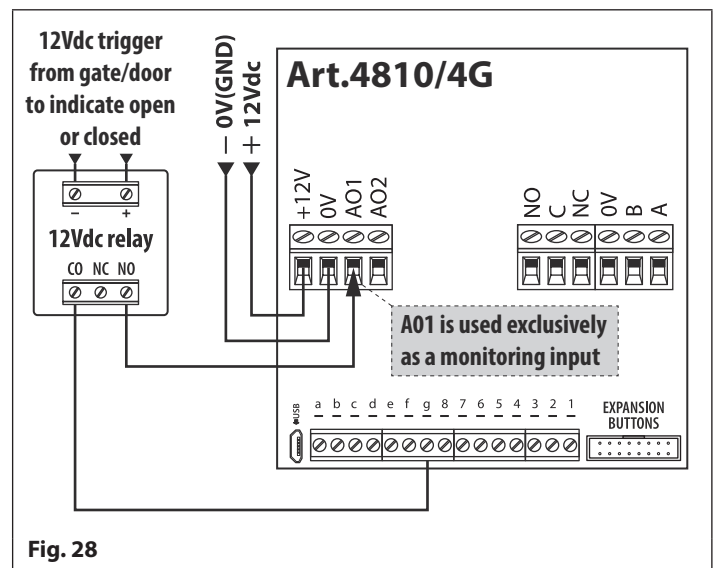 12Vdc trigger
from gate/door
to indicate open
or closed
− 0V(GND)
+ 12Vdc
Art.4810/4G
− +
12Vdc relay
CO NC NO
+12V
0V
AO1
AO2
NO
C
NC
0V
B
A
A01 is used exclusively
as a monitoring input
USB
a b c d e f g 8 7 6 5 4 3 2 1
EXPANSION
BUTTONS
Fig. 28